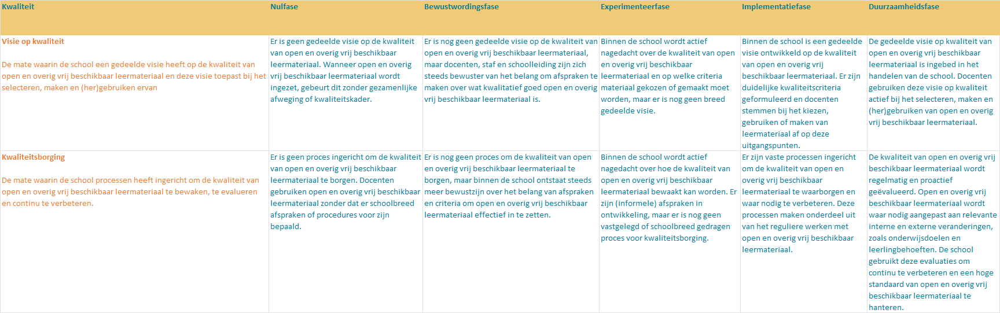 Kwaliteit
Nulfase
Bewustwordingsfase
Experimenteerfase
Implementatiefase
Duurzaamheidsfase
Visie op kwaliteit
De mate waarin de school een gedeelde visie heeft op de kwaliteit van
open en overig vrij beschikbaar leermateriaal en deze visie toepast bij het
selecteren, maken en (her)gebruiken ervan
Er is geen gedeelde visie op de kwaliteit
van open en overig vrij beschikbaar
leermateriaal. Wanneer open en overig
vrij beschikbaar leermateriaal wordt
ingezet, gebeurt dit zonder gezamenlijke
afweging of kwaliteitskader.
Er is nog geen gedeelde visie op de kwaliteit van
open en overig vrij beschikbaar leermateriaal,
maar docenten, staf en schoolleiding zijn zich
steeds bewuster van het belang om afspraken te
maken over wat kwalitatief goed open en overig
vrij beschikbaar leermateriaal is.
Binnen de school wordt actief
nagedacht over de kwaliteit van open
en overig vrij beschikbaar
leermateriaal en op welke criteria
materiaal gekozen of gemaakt moet
worden, maar er is nog geen breed
gedeelde visie.
Binnen de school is een gedeelde
visie ontwikkeld op de kwaliteit
van open en overig vrij
beschikbaar leermateriaal. Er zijn
duidelijke kwaliteitscriteria
geformuleerd en docenten
stemmen bij het kiezen,
gebruiken of maken van
leermateriaal af op deze
uitgangspunten.
De gedeelde visie op kwaliteit van
open en overig vrij beschikbaar
leermateriaal is ingebed in het
handelen van de school. Docenten
gebruiken deze visie op kwaliteit
actief bij het selecteren, maken en
(her)gebruiken van open en overig
vrij beschikbaar leermateriaal.
Kwaliteitsborging
De mate waarin de school processen heeft ingericht om de kwaliteit van
open en overig vrij beschikbaar leermateriaal te bewaken, te evalueren
en continu te verbeteren.
Er is geen proces ingericht om de kwaliteit
van open en overig vrij beschikbaar
leermateriaal te borgen. Docenten
gebruiken open en overig vrij beschikbaar
leermateriaal zonder dat er schoolbreed
afspraken of procedures voor zijn
bepaald.
Er is nog geen proces om de kwaliteit van open
en overig vrij beschikbaar leermateriaal te
borgen, maar binnen de school ontstaat steeds
meer bewustzijn over het belang van afspraken
en criteria om open en overig vrij beschikbaar
leermateriaal effectief in te zetten.
Binnen de school wordt actief
nagedacht over hoe de kwaliteit van
open en overig vrij beschikbaar
leermateriaal bewaakt kan worden. Er
zijn (informele) afspraken in
ontwikkeling, maar er is nog geen
vastgelegd of schoolbreed gedragen
proces voor kwaliteitsborging.
Er zijn vaste processen ingericht
om de kwaliteit van open en
overig vrij beschikbaar
leermateriaal te waarborgen en
waar nodig te verbeteren. Deze
processen maken onderdeel uit
van het reguliere werken met
open en overig vrij beschikbaar
leermateriaal.
De kwaliteit van open en overig vrij
beschikbaar leermateriaal wordt
regelmatig en proactief
geëvalueerd. Open en overig vrij
beschikbaar leermateriaal wordt
waar nodig aangepast aan relevante
interne en externe veranderingen,
zoals onderwijsdoelen en
leerlingbehoeften. De school
gebruikt deze evaluaties om
continu te verbeteren en een hoge
standaard van open en overig vrij
beschikbaar leermateriaal te
hanteren.